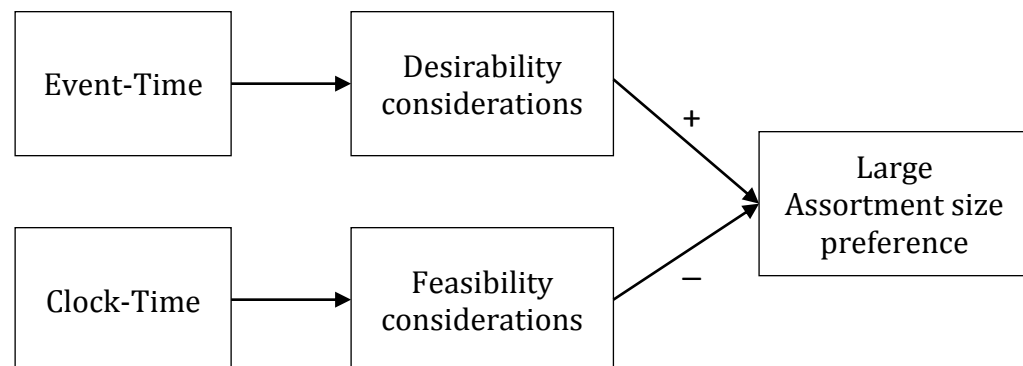 Event-Time
Desirability
considerations
+
Large
Assortment size
preference
Clock-Time
Feasibility
considerations
–